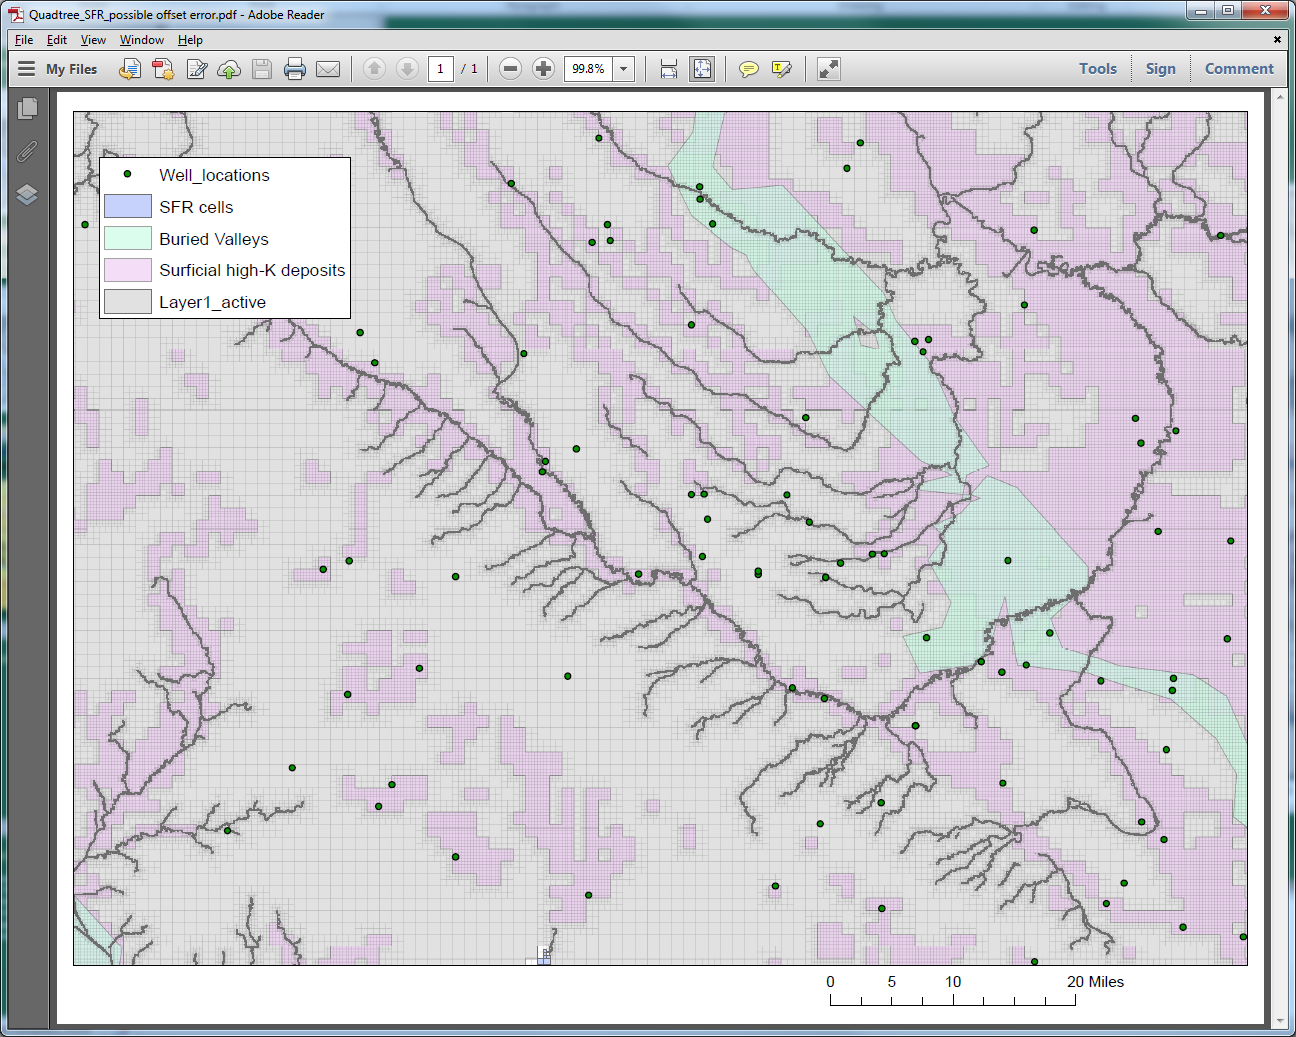 Quadtree_SFR_possible offset error.pdf - Adobe Reader
File Edit View Window Help
My Files 1 / 1 99.8% Tools Sign Comment
Well_locations
SFR cells
Buried Valleys
Surficial high-K deposits
Layer1_active
0 5 10 20 Miles